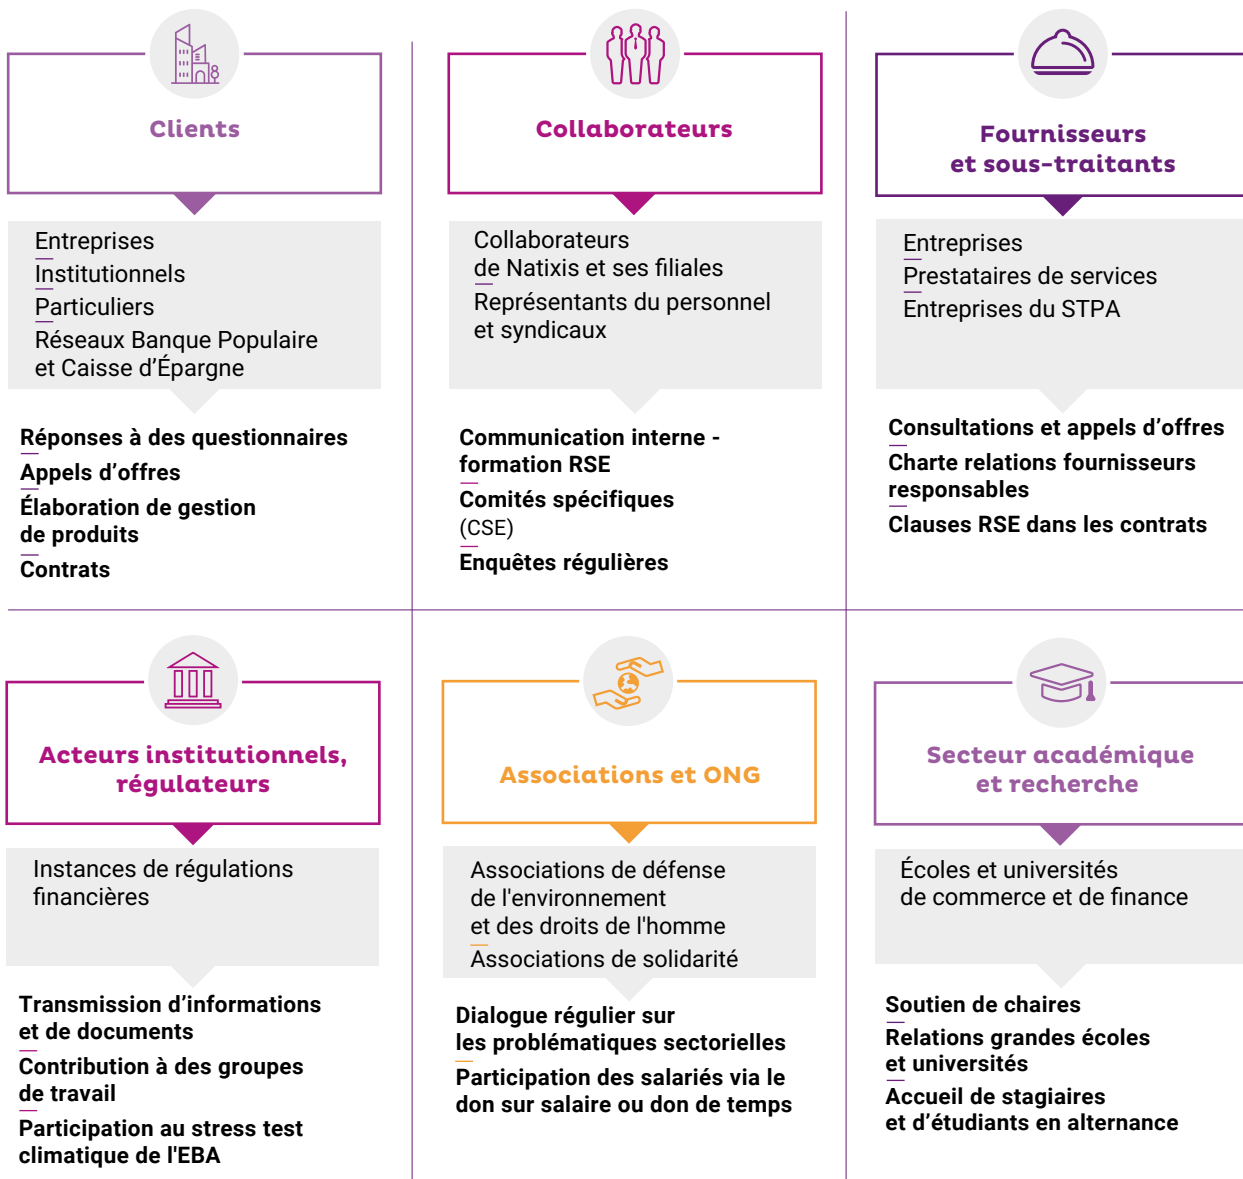 Clients
Entreprises
Institutionnels
Particuliers
Réseaux Banque Populaire
et Caisse d’Épargne
Réponses à des questionnaires
Appels d’offres
Élaboration de gestion
de produits
Contrats
Collaborateurs
Collaborateurs
de Natixis et ses filiales
Représentants du personnel
et syndicaux
Communication interne -
formation RSE
Comités spécifiques
(CSE)
Enquêtes régulières
Fournisseurs
et sous-traitants
Entreprises
Prestataires de services
Entreprises du STPA
Consultations et appels d’offres
Charte relations fournisseurs
responsables
Clauses RSE dans les contrats
Acteurs institutionnels,
régulateurs
Instances de régulations
financières
Transmission d’informations
et de documents
Contribution à des groupes
de travail
Participation au stress test
climatique de l'EBA
Associations et ONG
Associations de défense
de l'environnement
et des droits de l'homme
Associations de solidarité
Dialogue régulier sur
les problématiques sectorielles
Participation des salariés via le
don sur salaire ou don de temps
Secteur académique
et recherche
Écoles et universités
de commerce et de finance
Soutien de chaires
Relations grandes écoles
et universités
Accueil de stagiaires
et d’étudiants en alternance